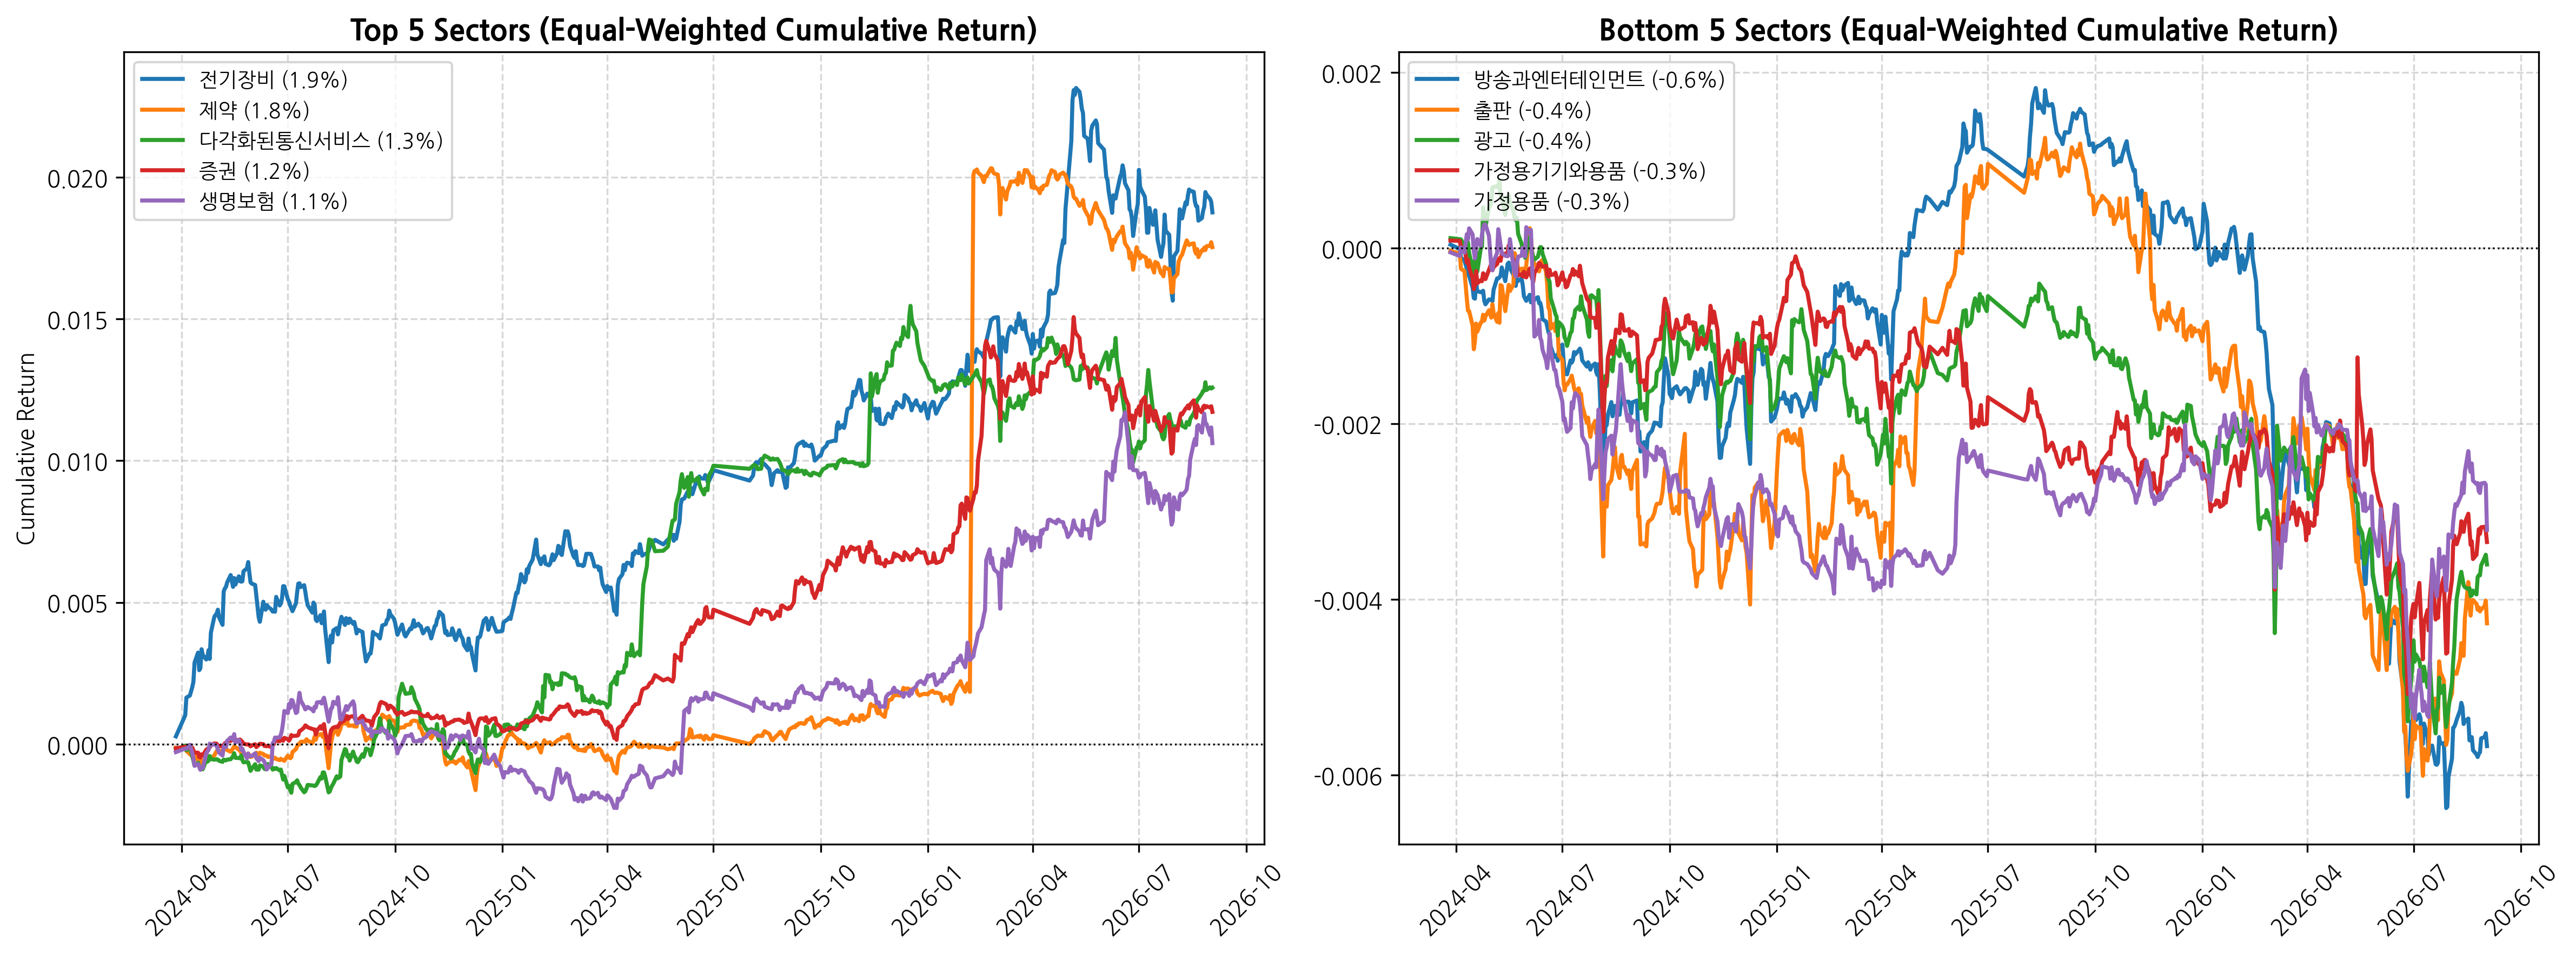 Top 5 Sectors (Equal-Weighted Cumulative Return)
전기장비 (1.9%)
제약 (1.8%)
다각화된통신서비스 (1.3%)
증권 (1.2%)
생명보험 (1.1%)
Cumulative Return
0.020
0.015
0.010
0.005
0.000
2024-04
2024-07
2024-10
2025-01
2025-04
2025-07
2025-10
2026-01
2026-04
2026-07
2026-10
Bottom 5 Sectors (Equal-Weighted Cumulative Return)
방송과엔터테인먼트 (-0.6%)
출판 (-0.4%)
광고 (-0.4%)
가정용기기와용품 (-0.3%)
가정용품 (-0.3%)
0.002
0.000
-0.002
-0.004
-0.006
2024-04
2024-07
2024-10
2025-01
2025-04
2025-07
2025-10
2026-01
2026-04
2026-07
2026-10